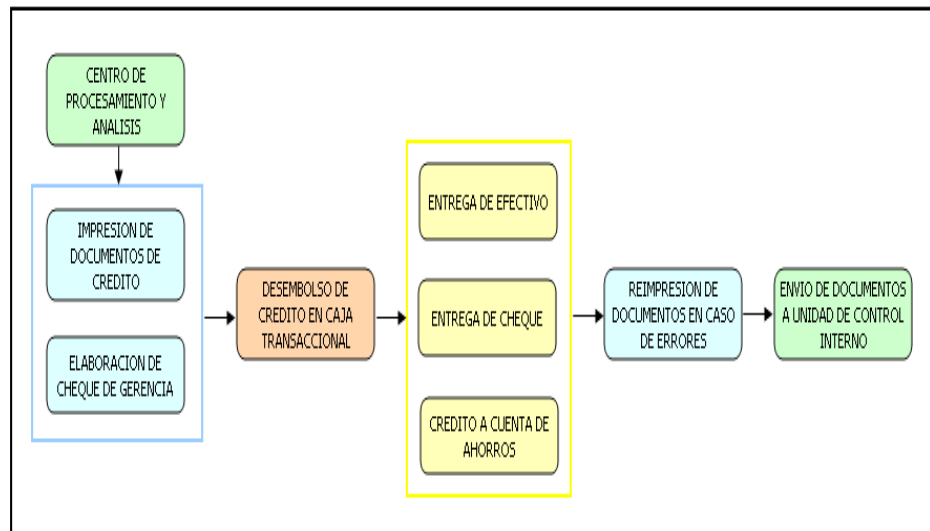 CENTRO DE
PROCESAMIENTO Y
ANALISIS
IMPRESION DE
DOCUMENTOS DE
CREDITO
ELABORACION DE
CHEQUE DE GERENCIA
DESEMBOLSO DE
CREDITO EN CAJA
TRANSACCIONAL
ENTREGA DE EFECTIVO
ENTREGA DE CHEQUE
CREDITO A CUENTA DE
AHORROS
REIMPRESION DE
DOCUMENTOS EN CASO
DE ERRORES
ENVIO DE DOCUMENTOS
A UNIDAD DE CONTROL
INTERNO